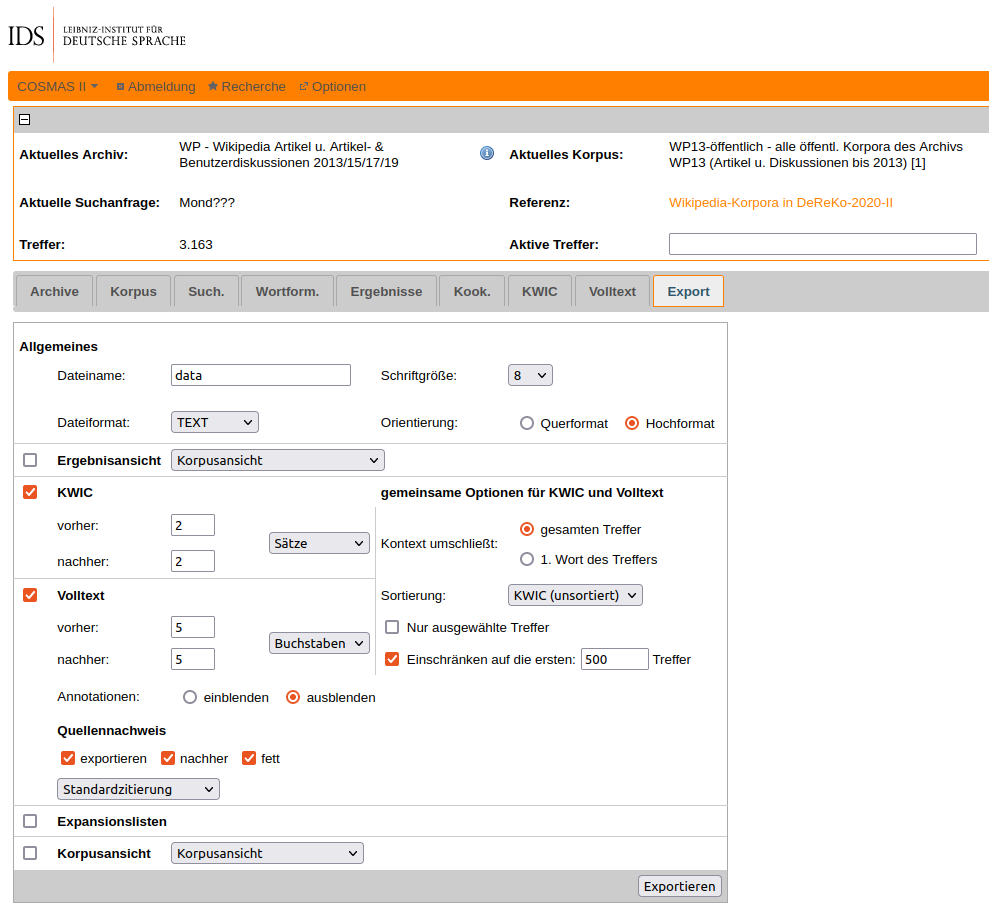 IDS LEIBNIZ-INSTITUT FÜR
DEUTSCHE SPRACHE
COSMAS II Abmeldung Recherche Optionen
Aktuelles Archiv: WP - Wikipedia Artikel u. Artikel- & Benutzerdiskussionen 2013/15/17/19 Aktuelles Korpus: WP13-öffentlich - alle öffentl. Korpora des Archivs WP13 (Artikel u. Diskussionen bis 2013) [1]
Aktuelle Suchanfrage: Mond??? Referenz: Wikipedia-Korpora in DeReKo-2020-II
Treffer: 3.163 Aktive Treffer:
Archive Korpus Such. Wortform. Ergebnisse Kook. KWIC Volltext Export
Allgemeines
Dateiname: data Schriftgröße: 8
Dateiformat: TEXT Orientierung: Querformat Hochformat
Ergebnisansicht Korpusansicht
KWIC gemeinsame Optionen für KWIC und Volltext
vorher: 2 Sätze
nachher: 2
Kontext umschließt: gesamten Treffer
1. Wort des Treffers
Volltext Sortierung: KWIC (unsortiert)
vorher: 5 Buchstaben Nur ausgewählte Treffer
nachher: 5 Einschränken auf die ersten: 500 Treffer
Annotationen: einblenden ausblenden
Quellennachweis
exportieren nachher fett
Standardzitierung
Expansionslisten
Korpusansicht Korpusansicht
Exportieren